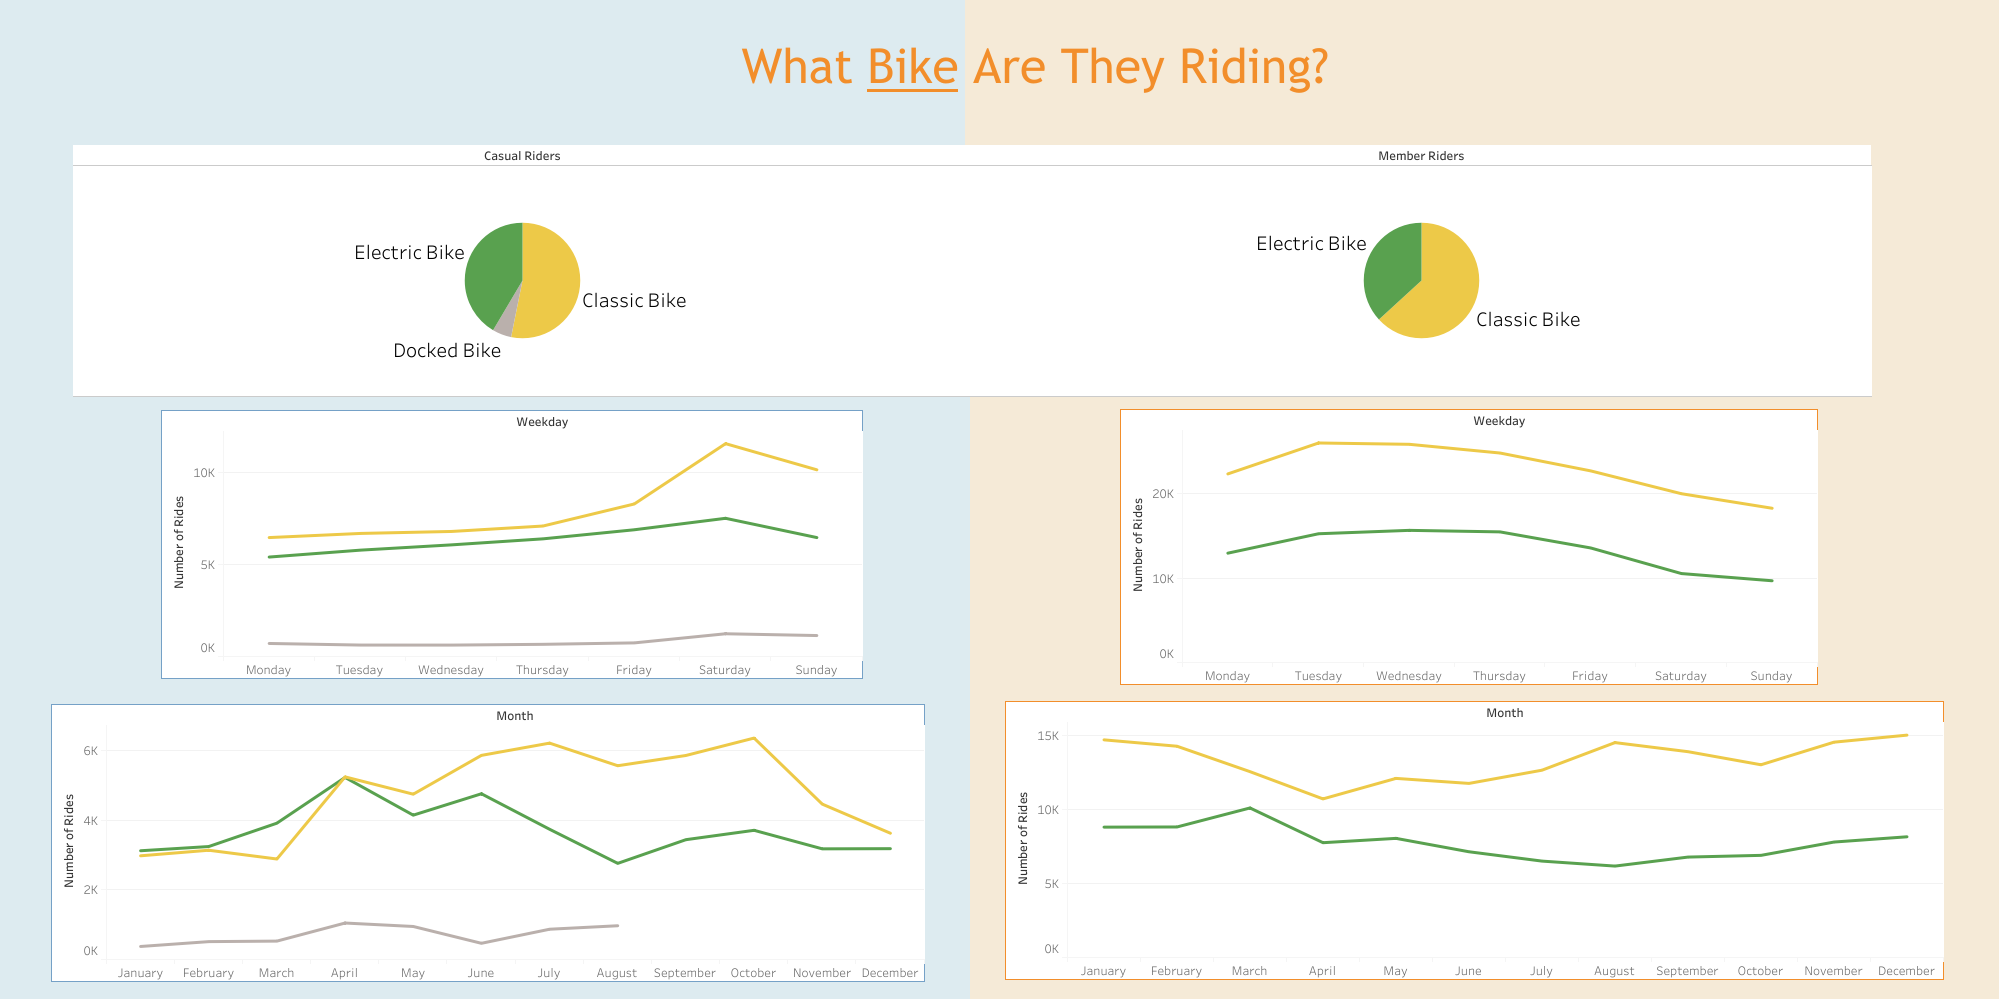 What Bike Are They Riding?
Casual Riders
Member Riders
Electric Bike
Classic Bike
Docked Bike
Electric Bike
Classic Bike
Weekday
Number of Rides
10K
5K
0K
Monday Tuesday Wednesday Thursday Friday Saturday Sunday
Weekday
Number of Rides
20K
10K
0K
Monday Tuesday Wednesday Thursday Friday Saturday Sunday
Month
Number of Rides
6K
4K
2K
0K
January February March April May June July August September October November December
Month
Number of Rides
15K
10K
5K
0K
January February March April May June July August September October November December